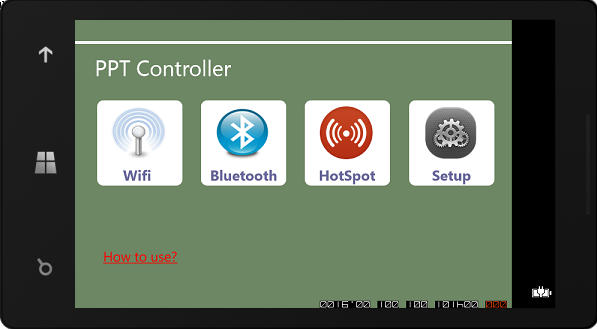 PPT Controller
Wifi
Bluetooth
HotSpot
Setup
How to use?